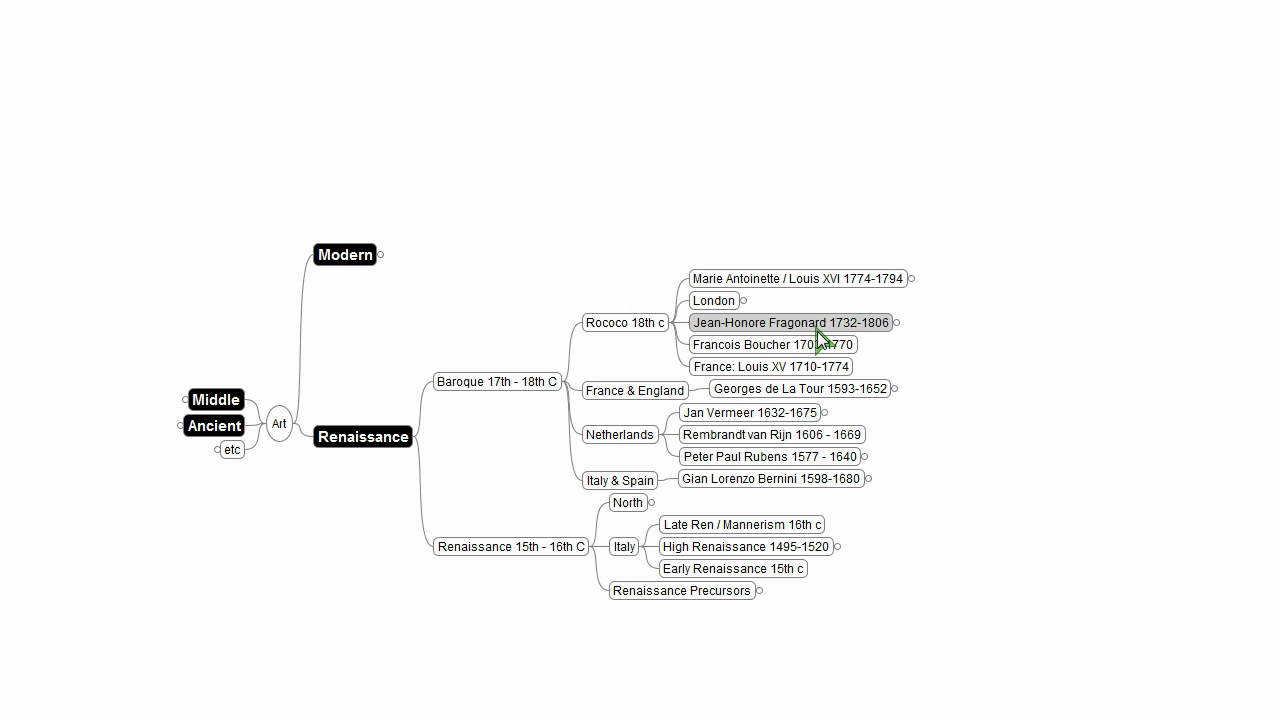 Modern
Marie Antoinette / Louis XVI 1774-1794
London
Rococo 18th c
Jean-Honore Fragonard 1732-1806
Francois Boucher
France: Louis XV 1710-1774
Baroque 17th - 18th C
France & England
Georges de La Tour 1593-1652
Middle
Ancient
etc
Art
Renaissance
Jan Vermeer 1632-1675
Netherlands
Rembrandt van Rijn 1606 - 1669
Peter Paul Rubens 1577 - 1640
Italy & Spain
Gian Lorenzo Bernini 1598-1680
North
Late Ren / Mannerism 16th c
Renaissance 15th - 16th C
Italy
High Renaissance 1495-1520
Early Renaissance 15th c
Renaissance Precursors